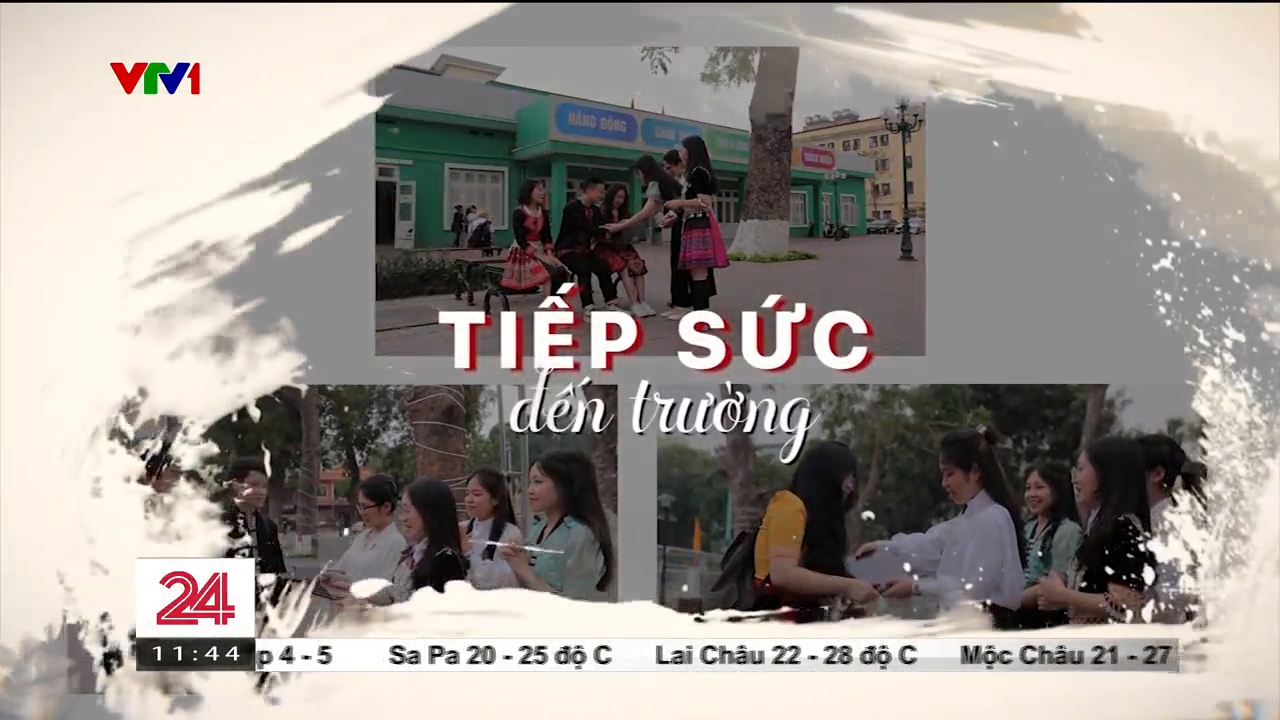 VTV1
NĂNG ĐỘNG
TIẾP SỨC
đến trường
24
11:44
p 4 - 5 Sa Pa 20 - 25 độ C Lai Châu 22 - 28 độ C Mộc Châu 21 - 27